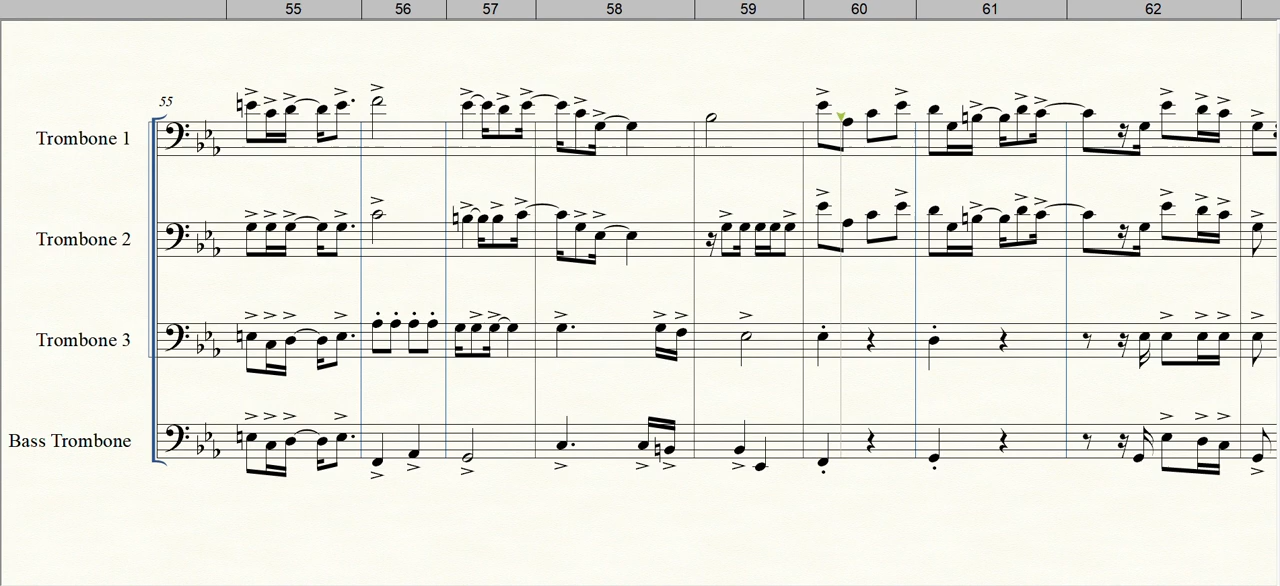 55 56 57 58 59 60 61 62
55
Trombone 1
Trombone 2
Trombone 3
Bass Trombone